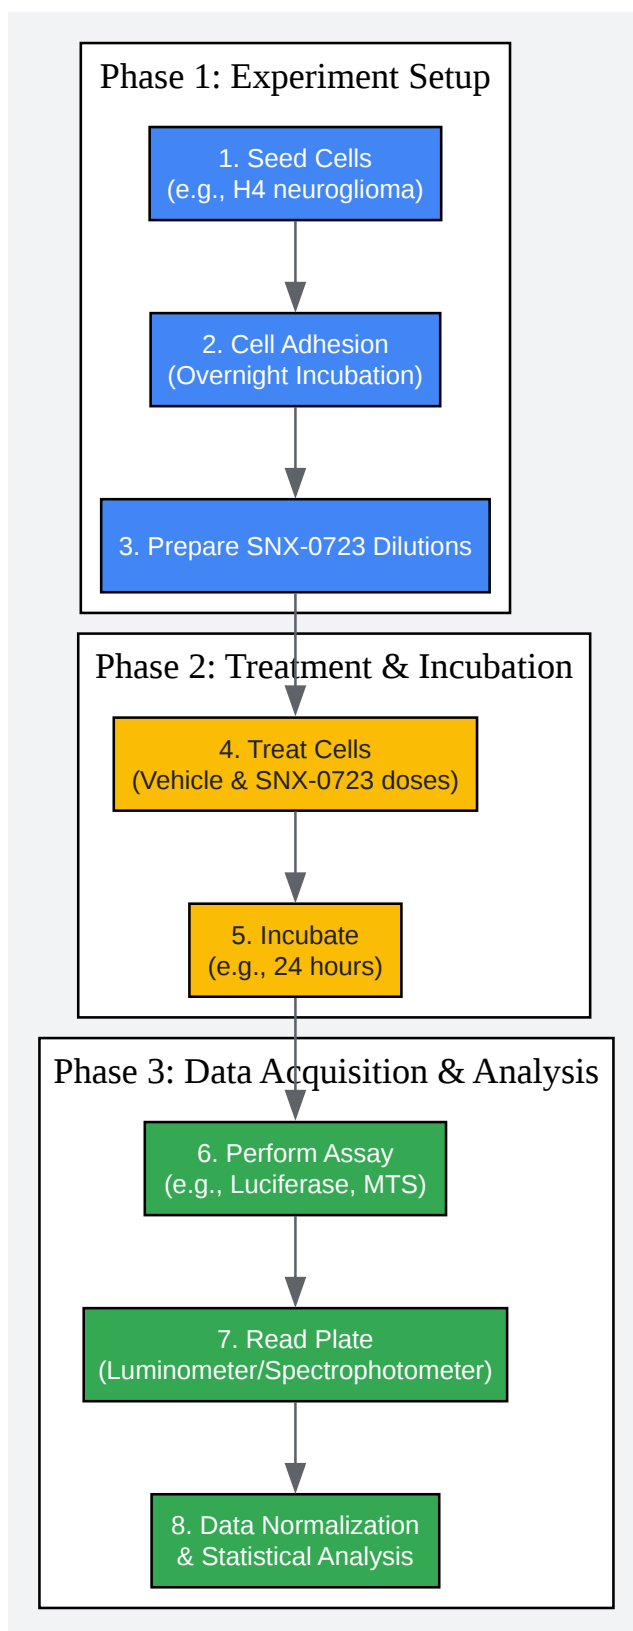 Phase 1: Experiment Setup
1. Seed Cells
(e.g., H4 neuroglioma)
2. Cell Adhesion
(Overnight Incubation)
3. Prepare SNX-0723 Dilutions
Phase 2: Treatment & Incubation
4. Treat Cells
(Vehicle & SNX-0723 doses)
5. Incubate
(e.g., 24 hours)
Phase 3: Data Acquisition & Analysis
6. Perform Assay
(e.g., Luciferase, MTS)
7. Read Plate
(Luminometer/Spectrophotometer)
8. Data Normalization
& Statistical Analysis